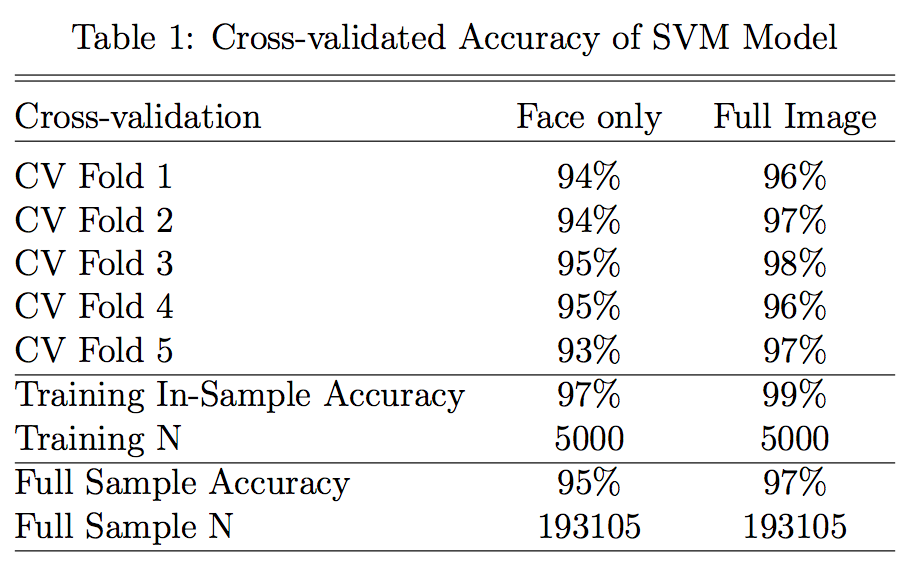 Table 1: Cross-validated Accuracy of SVM Model
Cross-validation Face only Full Image
CV Fold 1 94% 96%
CV Fold 2 94% 97%
CV Fold 3 95% 98%
CV Fold 4 95% 96%
CV Fold 5 93% 97%
Training In-Sample Accuracy 97% 99%
Training N 5000 5000
Full Sample Accuracy 95% 97%
Full Sample N 193105 193105